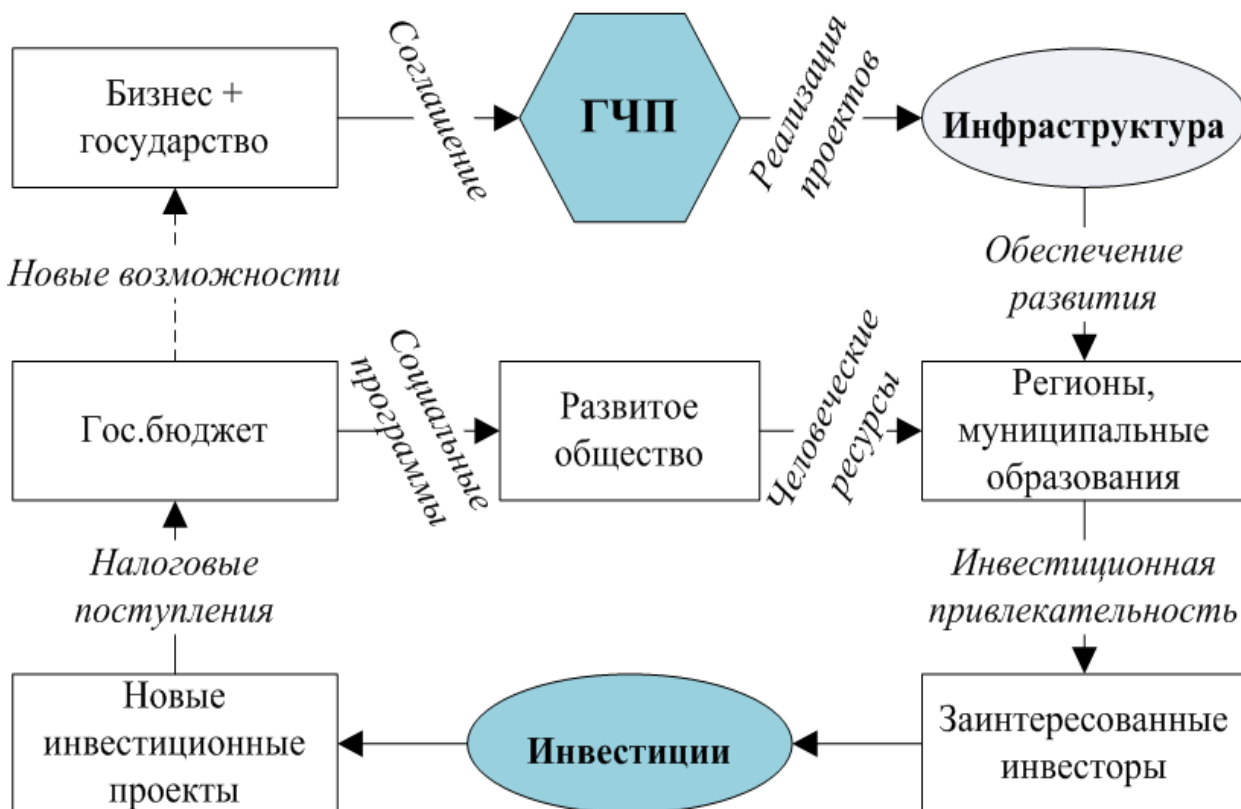 Бизнес +
государство
Соглашение
ГЧП
Реализация
проектов
Инфраструктура
Новые возможности
Обеспечение
развития
Гос.бюджет
Социальные
программы
Развитое
общество
Человеческие
ресурсы
Регионы,
муниципальные
образования
Налоговые
поступления
Инвестиционная
привлекательность
Новые
инвестиционные
проекты
Инвестиции
Заинтересованные
инвесторы